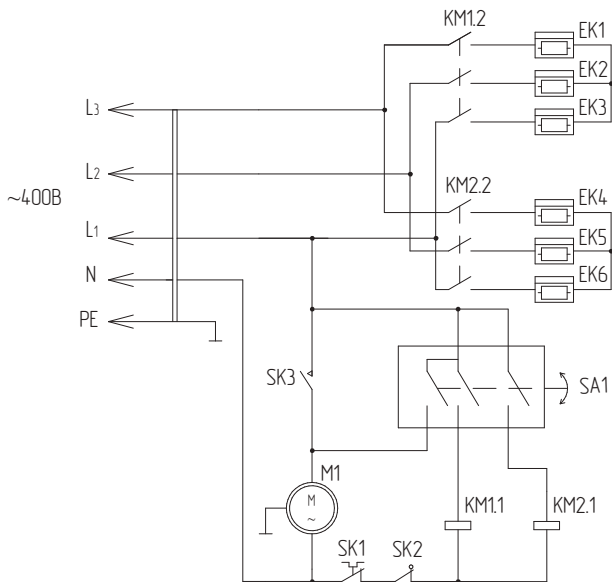 KM1.2
EK1
EK2
L3
EK3
~400В
L2
KM2.2
EK4
L1
EK5
N
EK6
PE
SK3
SA1
M1
M
~
KM1.1
KM2.1
SK1
SK2